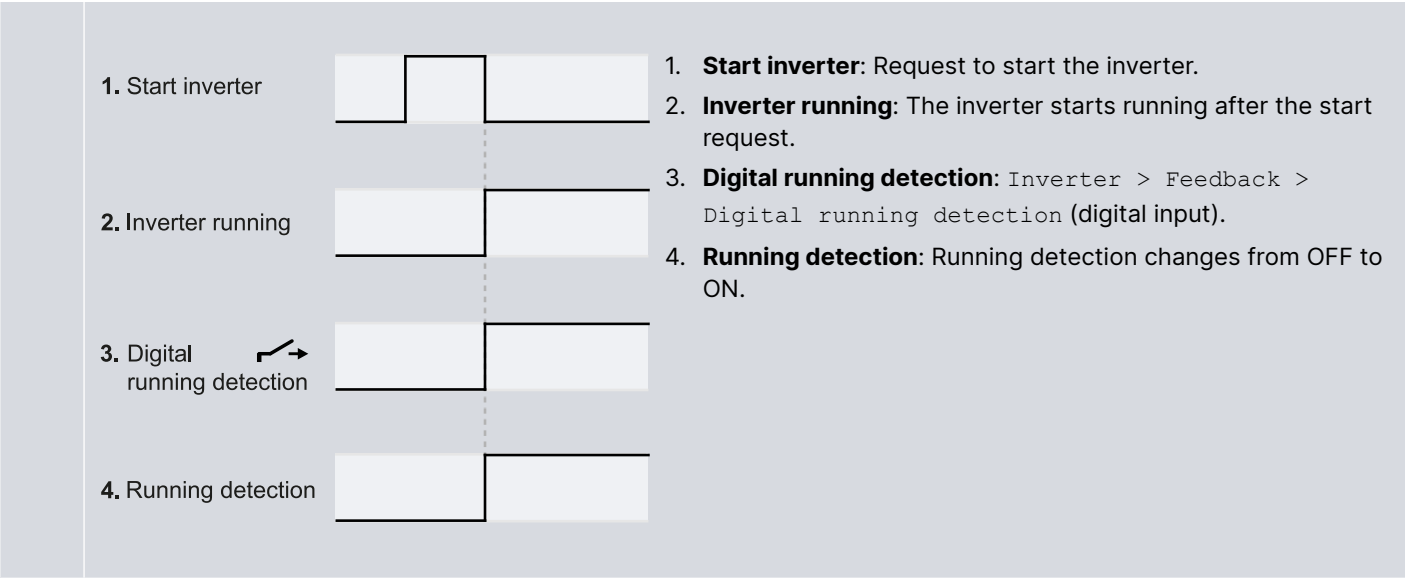 1. Start inverter
2. Inverter running
3. Digital
running detection
4. Running detection
1. Start inverter: Request to start the inverter.
2. Inverter running: The inverter starts running after the start
request.
3. Digital running detection: Inverter > Feedback >
Digital running detection (digital input).
4. Running detection: Running detection changes from OFF to
ON.